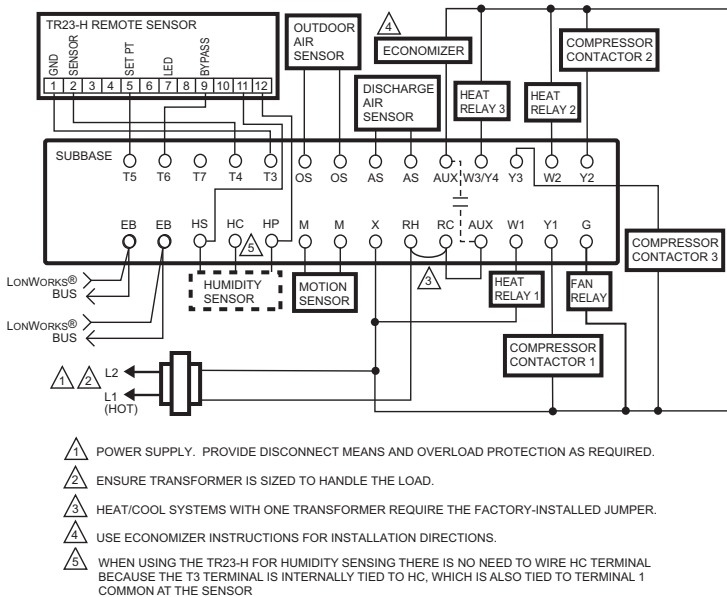 TR23-H REMOTE SENSOR
GND
SENSOR
SET PT
LED
BYPASS
1 2 3 4 5 6 7 8 9 10 11 12
OUTDOOR
AIR
SENSOR
4
ECONOMIZER
DISCHARGE
AIR
SENSOR
HEAT
RELAY 3
HEAT
RELAY 2
COMPRESSOR
CONTACTOR 2
SUBBASE
T5 T6 T7 T4 T3 OS OS AS AS AUX W3/Y4 Y3 W2 Y2
EB EB HS HC HP M M X RH RC AUX W1 Y1 G
5
3
LONWORKS®
BUS
LONWORKS®
BUS
HUMIDITY
SENSOR
MOTION
SENSOR
HEAT
RELAY 1
FAN
RELAY
COMPRESSOR
CONTACTOR 3
COMPRESSOR
CONTACTOR 1
1 2 L2
L1
(HOT)
1 POWER SUPPLY. PROVIDE DISCONNECT MEANS AND OVERLOAD PROTECTION AS REQUIRED.
2 ENSURE TRANSFORMER IS SIZED TO HANDLE THE LOAD.
3 HEAT/COOL SYSTEMS WITH ONE TRANSFORMER REQUIRE THE FACTORY-INSTALLED JUMPER.
4 USE ECONOMIZER INSTRUCTIONS FOR INSTALLATION DIRECTIONS.
5 WHEN USING THE TR23-H FOR HUMIDITY SENSING THERE IS NO NEED TO WIRE HC TERMINAL
BECAUSE THE T3 TERMINAL IS INTERNALLY TIED TO HC, WHICH IS ALSO TIED TO TERMINAL 1
COMMON AT THE SENSOR